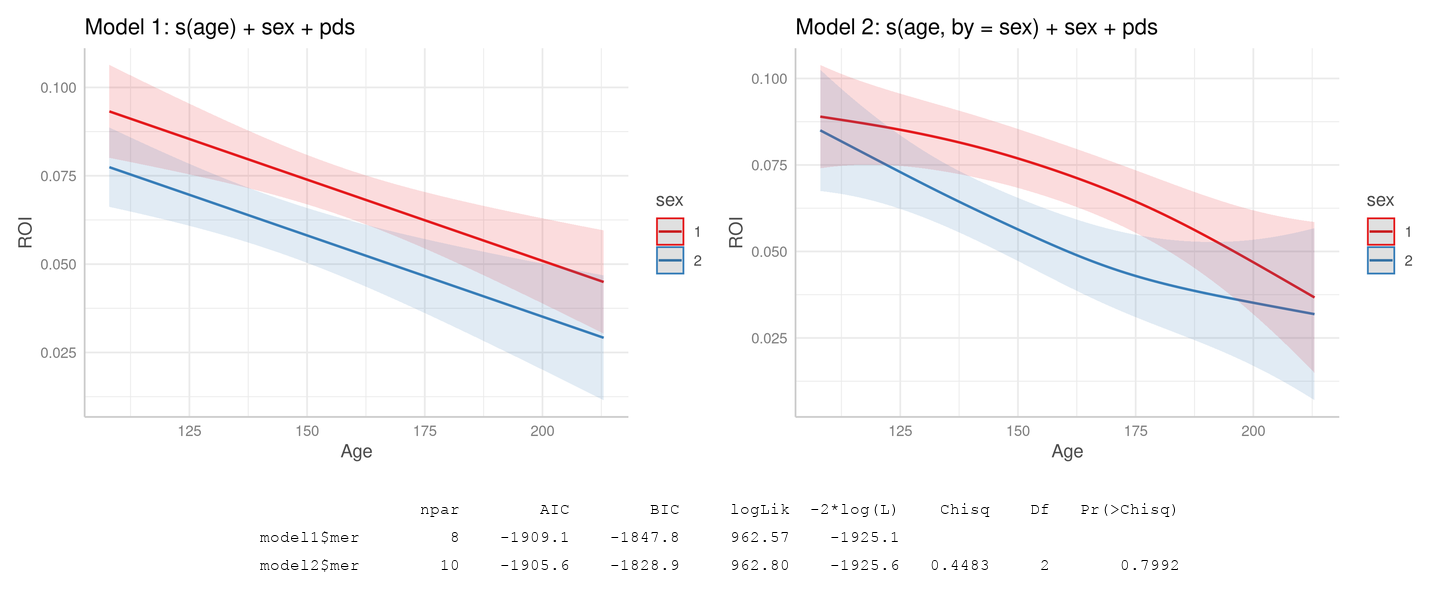 Model 1: s(age) + sex + pds
0.100
0.075
0.050
0.025
ROI
125 150 175 200
Age
sex
1
2
Model 2: s(age, by = sex) + sex + pds
0.100
0.075
0.050
0.025
ROI
125 150 175 200
Age
sex
1
2
npar AIC BIC logLik -2*log(L) Chisq Df Pr(>Chisq)
model1$mer 8 -1909.1 -1847.8 962.57 -1925.1
model2$mer 10 -1905.6 -1828.9 962.80 -1925.6 0.4483 2 0.7992